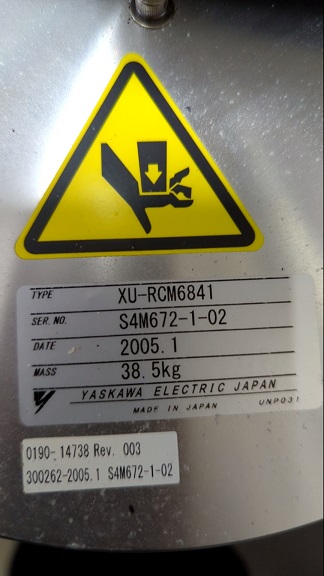 TYPE XU-RCM6841
SER. NO. S4M672-1-02
DATE 2005.1
MASS 38.5kg
YASKAWA ELECTRIC JAPAN
MADE IN JAPAN UNP031
0190-14738 Rev. 003
300262-2005.1 S4M672-1-02